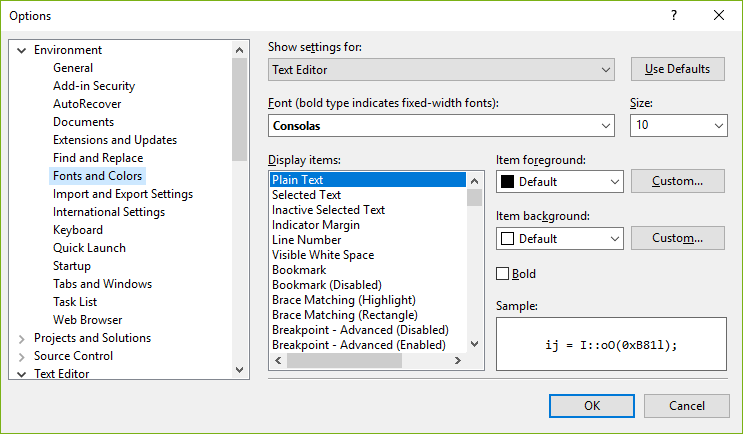 Options
?
Environment
General
Add-in Security
AutoRecover
Documents
Extensions and Updates
Find and Replace
Fonts and Colors
Import and Export Settings
International Settings
Keyboard
Quick Launch
Startup
Tabs and Windows
Task List
Web Browser
Projects and Solutions
Source Control
Text Editor
Show settings for:
Text Editor
Use Defaults
Font (bold type indicates fixed-width fonts):
Size:
Consolas
10
Display items:
Plain Text
Selected Text
Inactive Selected Text
Indicator Margin
Line Number
Visible White Space
Bookmark
Bookmark (Disabled)
Brace Matching (Highlight)
Brace Matching (Rectangle)
Breakpoint - Advanced (Disabled)
Breakpoint - Advanced (Enabled)
Item foreground:
Default
Custom...
Item background:
Default
Custom...
Bold
Sample:
ij = I::oO(0xB81l);
OK
Cancel